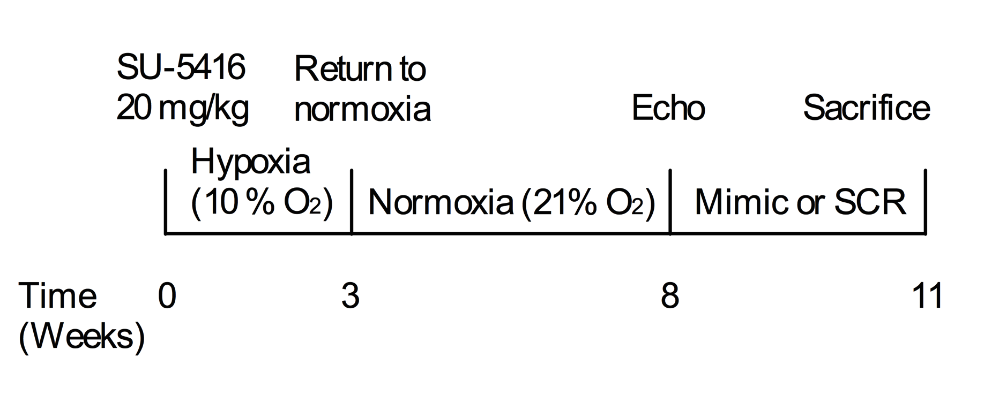 SU-5416
20 mg/kg
Return to
normoxia
Echo
Sacrifice
Hypoxia
(10 % O2)
Normoxia (21% O2)
Mimic or SCR
Time
(Weeks)
0
3
8
11